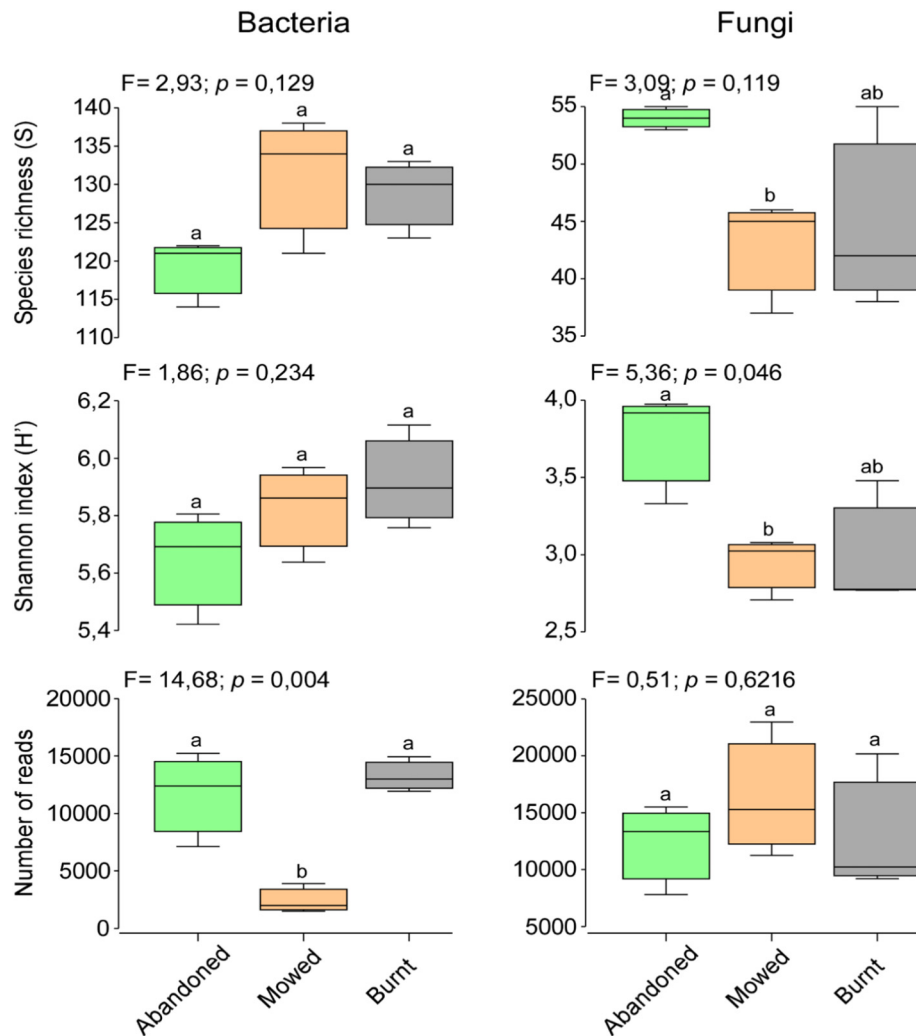 Bacteria
Fungi
F= 2,93; p = 0,129
F= 3,09; p = 0,119
Species richness (S)
140
135
130
125
120
115
110
a
a
a
55
50
45
40
35
a
b
ab
F= 1,86; p = 0,234
F= 5,36; p = 0,046
Shannon index (H')
6,2
6,0
5,8
5,6
5,4
a
a
a
4,0
3,5
3,0
2,5
a
b
ab
F= 14,68; p = 0,004
F= 0,51; p = 0,6216
Number of reads
20000
15000
10000
5000
0
a
b
a
25000
20000
15000
10000
5000
a
a
a
Abandoned
Mowed
Burnt
Abandoned
Mowed
Burnt